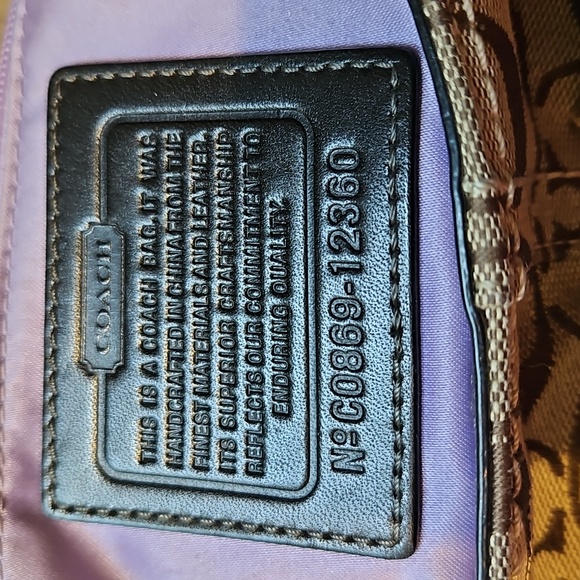 COACH
THIS IS A COACH BAG. IT WAS
HANDCRAFTED IN CHINA FROM THE
FINEST MATERIALS AND LEATHER.
ITS SUPERIOR CRAFTSMANSHIP
REFLECTS OUR COMMITMENT TO
ENDURING QUALITY.
Nº C0869-12360